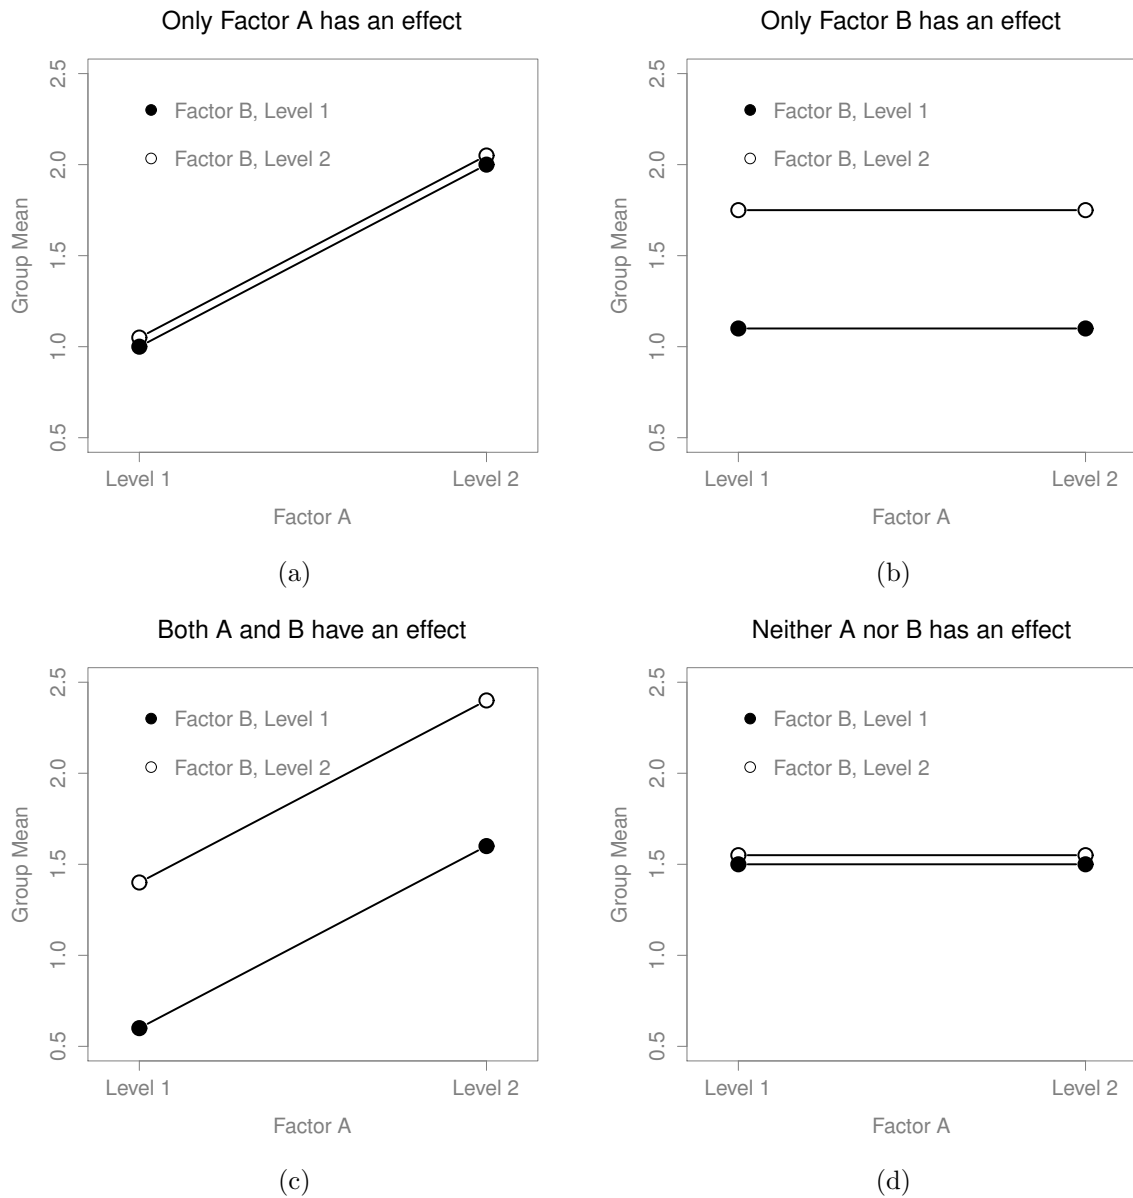 Only Factor A has an effect
Only Factor B has an effect
Group Mean
0.5 1.0 1.5 2.0 2.5
Factor B, Level 1
Factor B, Level 2
Level 1 Level 2
Factor A
(a)
Group Mean
0.5 1.0 1.5 2.0 2.5
Factor B, Level 1
Factor B, Level 2
Level 1 Level 2
Factor A
(b)
Both A and B have an effect
Neither A nor B has an effect
Group Mean
0.5 1.0 1.5 2.0 2.5
Factor B, Level 1
Factor B, Level 2
Level 1 Level 2
Factor A
(c)
Group Mean
0.5 1.0 1.5 2.0 2.5
Factor B, Level 1
Factor B, Level 2
Level 1 Level 2
Factor A
(d)